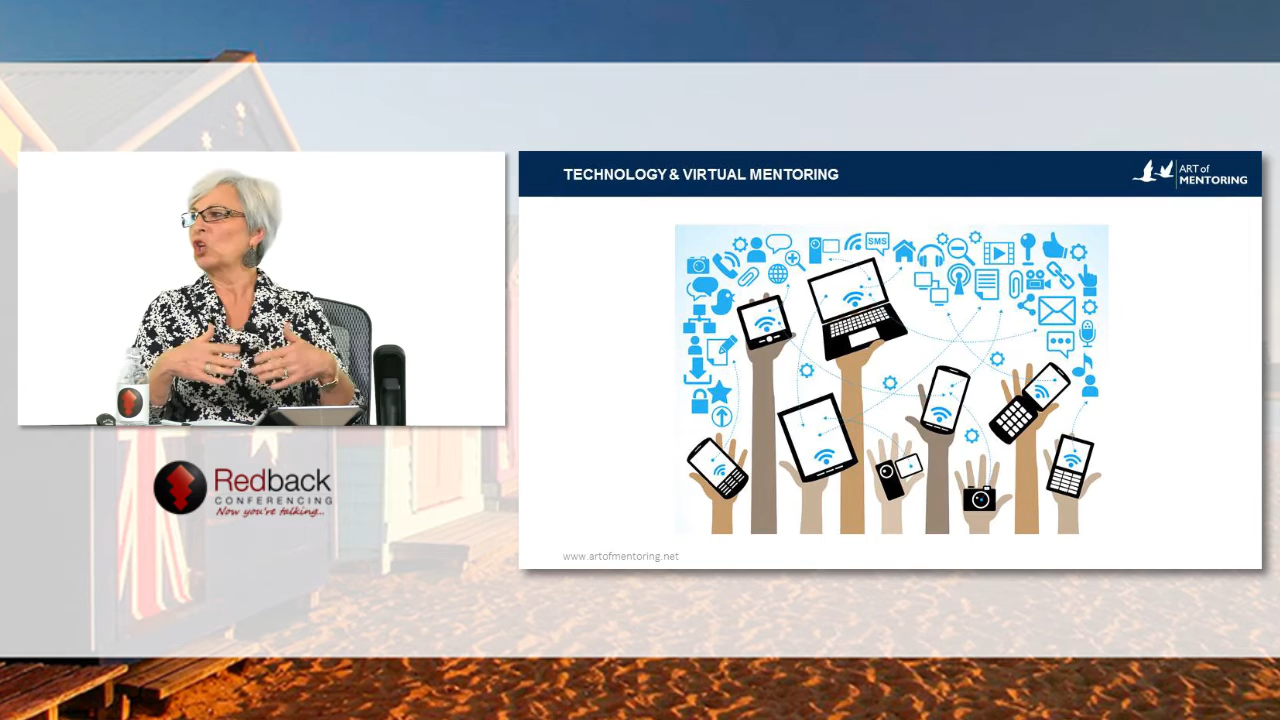 TECHNOLOGY & VIRTUAL MENTORING
ART of
MENTORING
SMS
Redback
CONFERENCING
Now you're talking...
www.artofmentoring.net